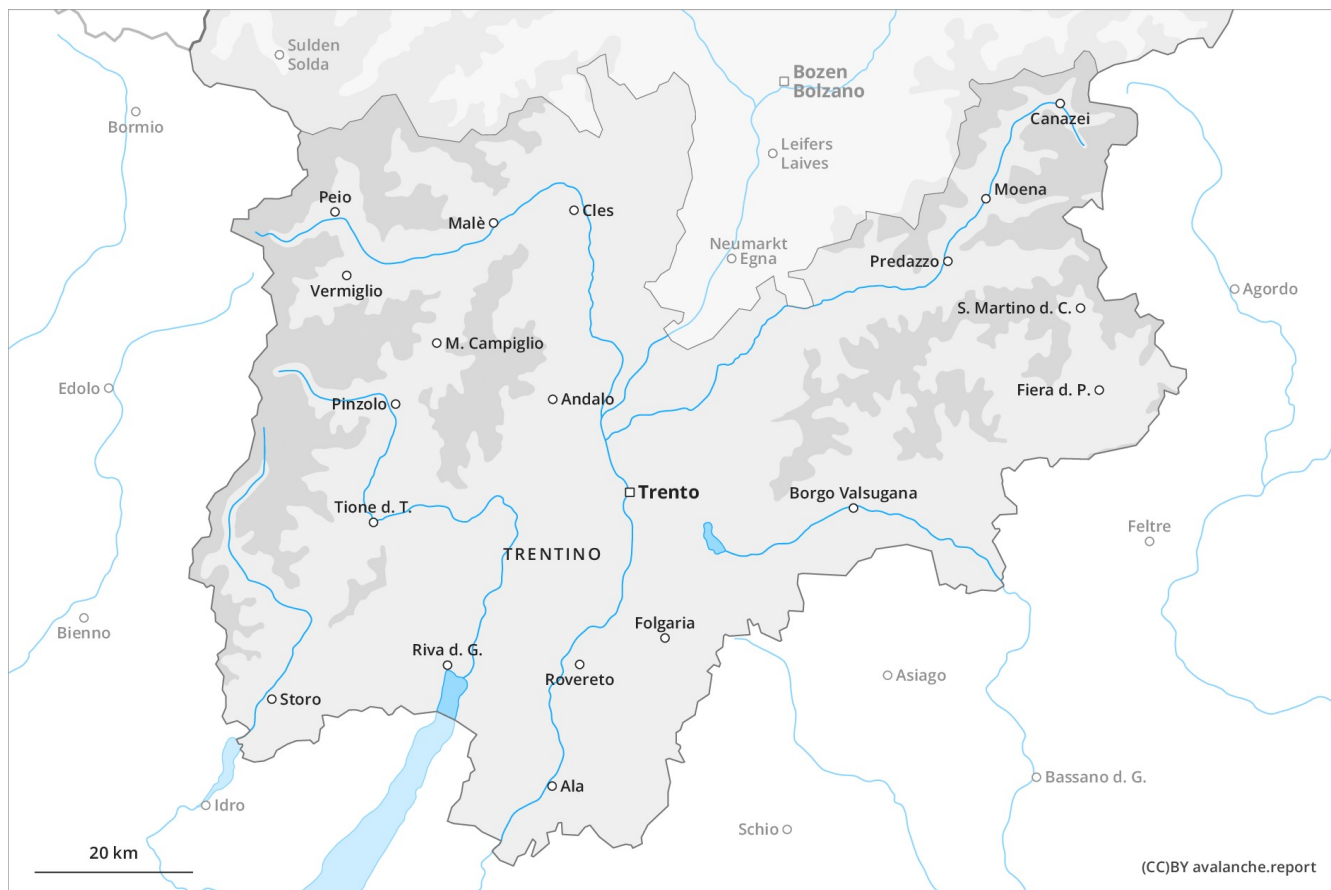 Sulden
Solda
Bozen
Bolzano
Bormio
Canazei
Leifers
Laives
Peio
Moena
Malè
Cles
Neumarkt
Egna
Predazzo
Vermiglio
Agordo
S. Martino d. C.
M. Campiglio
Edolo
Fiera d. P.
Pinzolo
Andalo
Trento
Borgo Valsugana
Tione d. T.
Feltre
TRENTINO
Bienno
Folgaria
Riva d. G.
Rovereto
Asiago
Storo
Bassano d. G.
Ala
Idro
Schio
20 km
(CC)BY avalanche.report